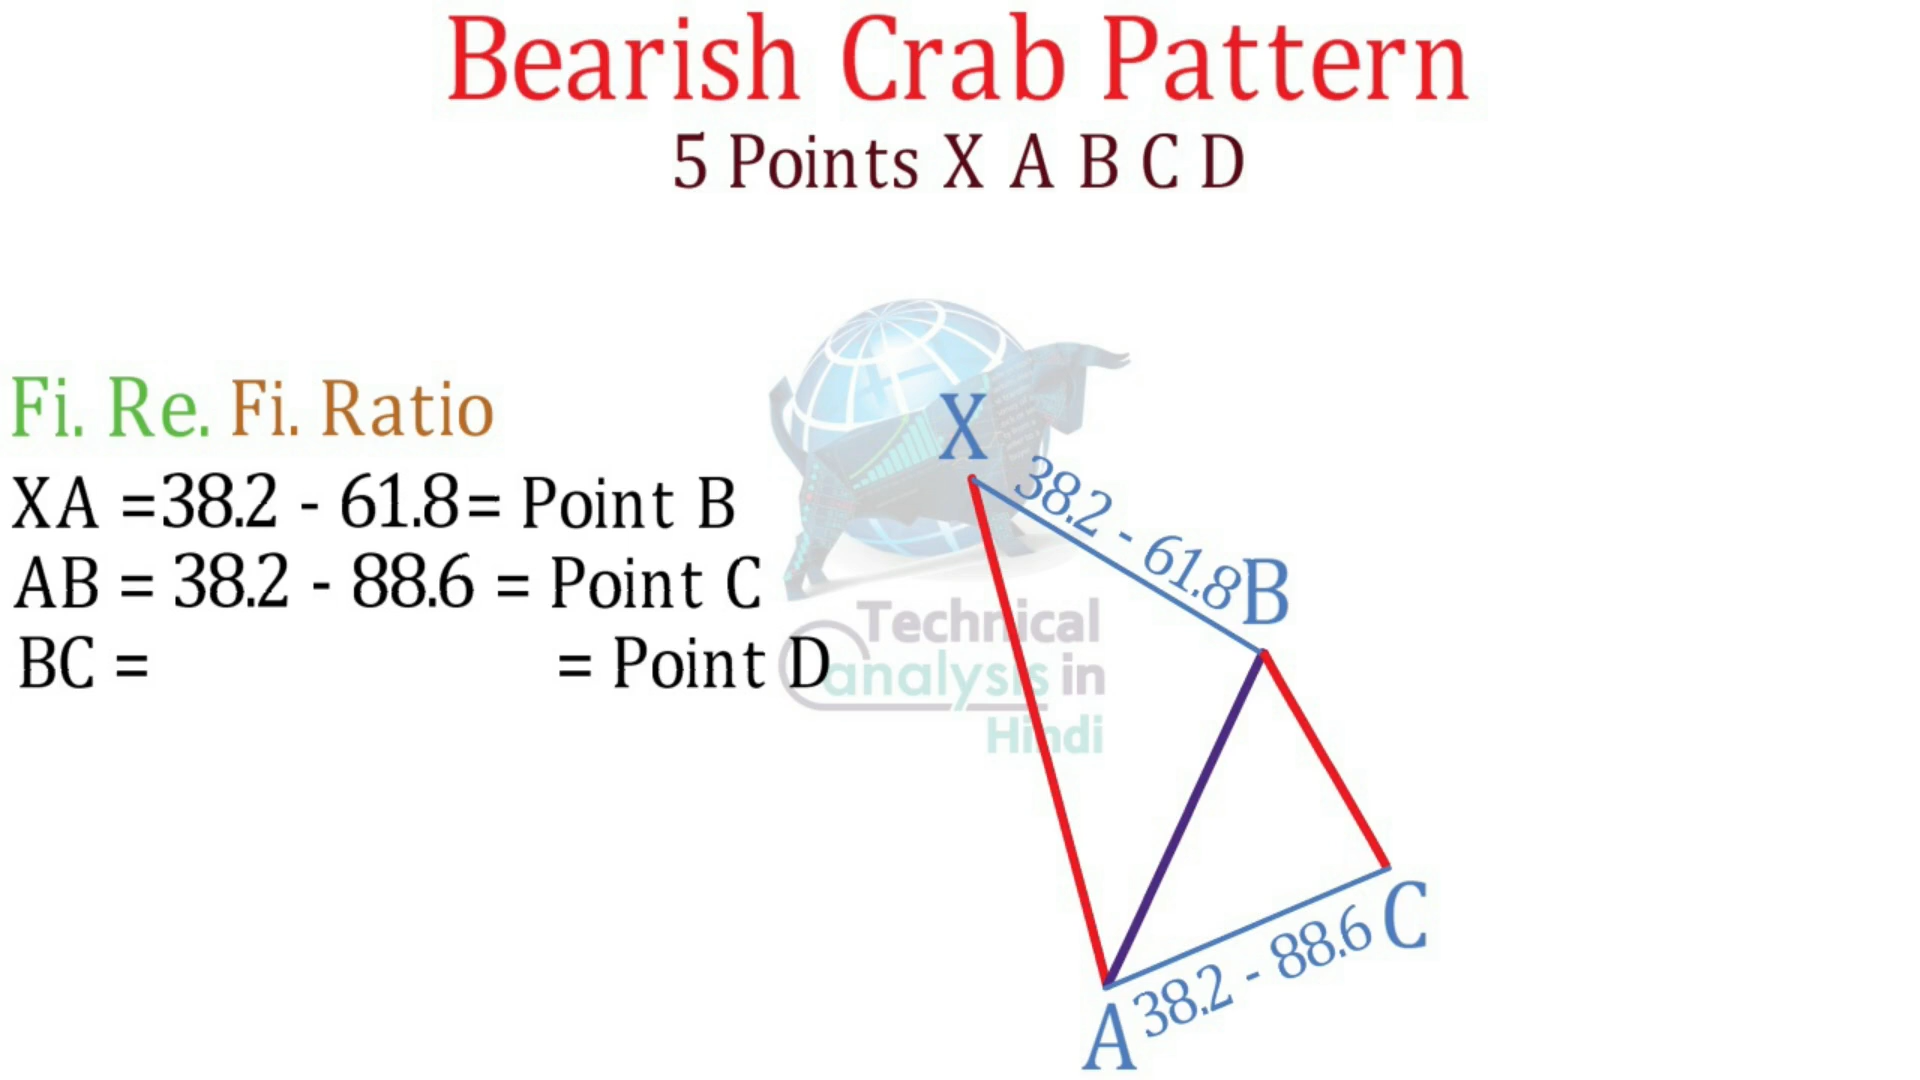 Bearish Crab Pattern
5 Points X A B C D
Fi. Re. Fi. Ratio
XA =38.2 - 61.8= Point B
AB = 38.2 - 88.6 = Point C
BC = = Point D
X
38.2 - 61.8
B
A
38.2 - 88.6
C
Technical
analysis in
Hindi